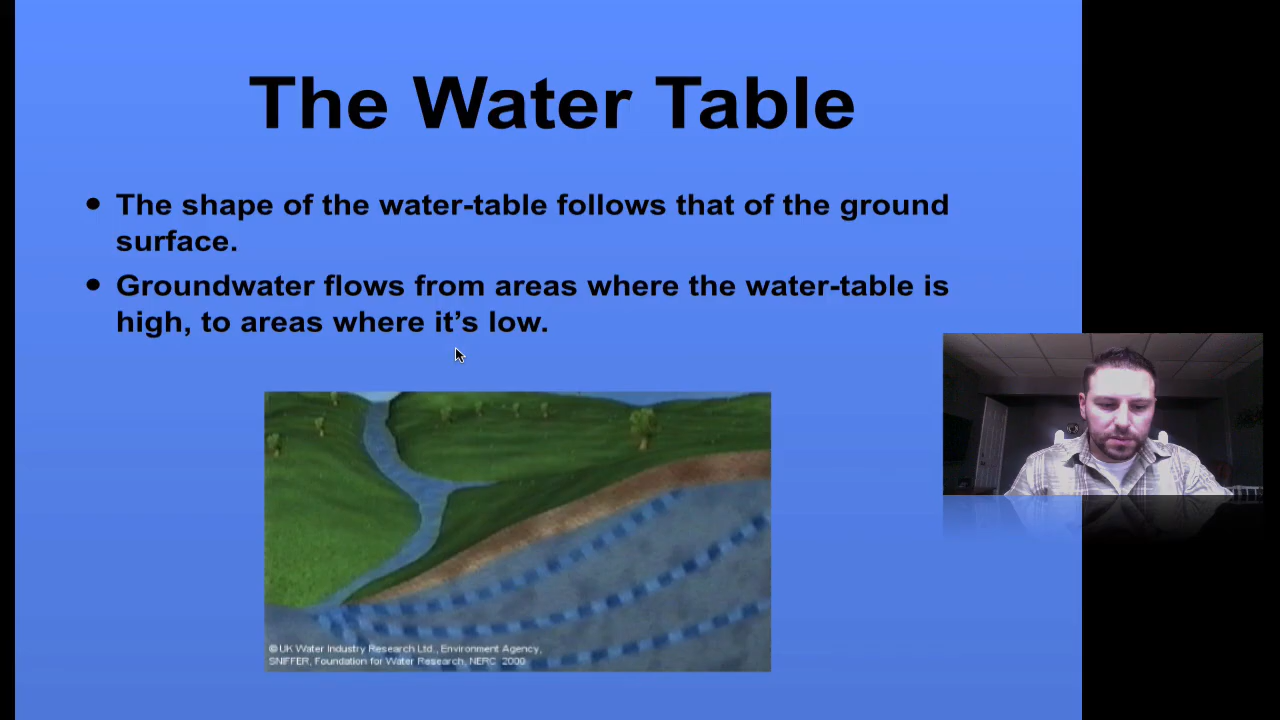 The Water Table
• The shape of the water-table follows that of the ground
surface.
• Groundwater flows from areas where the water-table is
high, to areas where it’s low.
© UK Water Industry Research Ltd., Environment Agency,
SNIFFER, Foundation for Water Research, NERC 2000